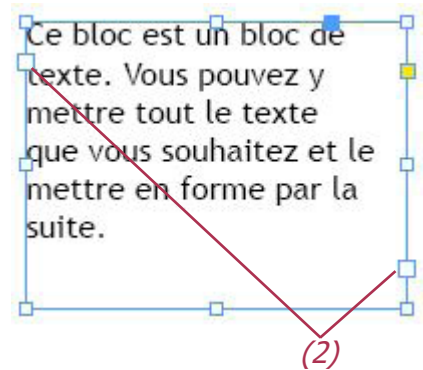 Ce bloc est un bloc de
texte. Vous pouvez y
mettre tout le texte
que vous souhaitez et le
mettre en forme par la
suite.
(2)